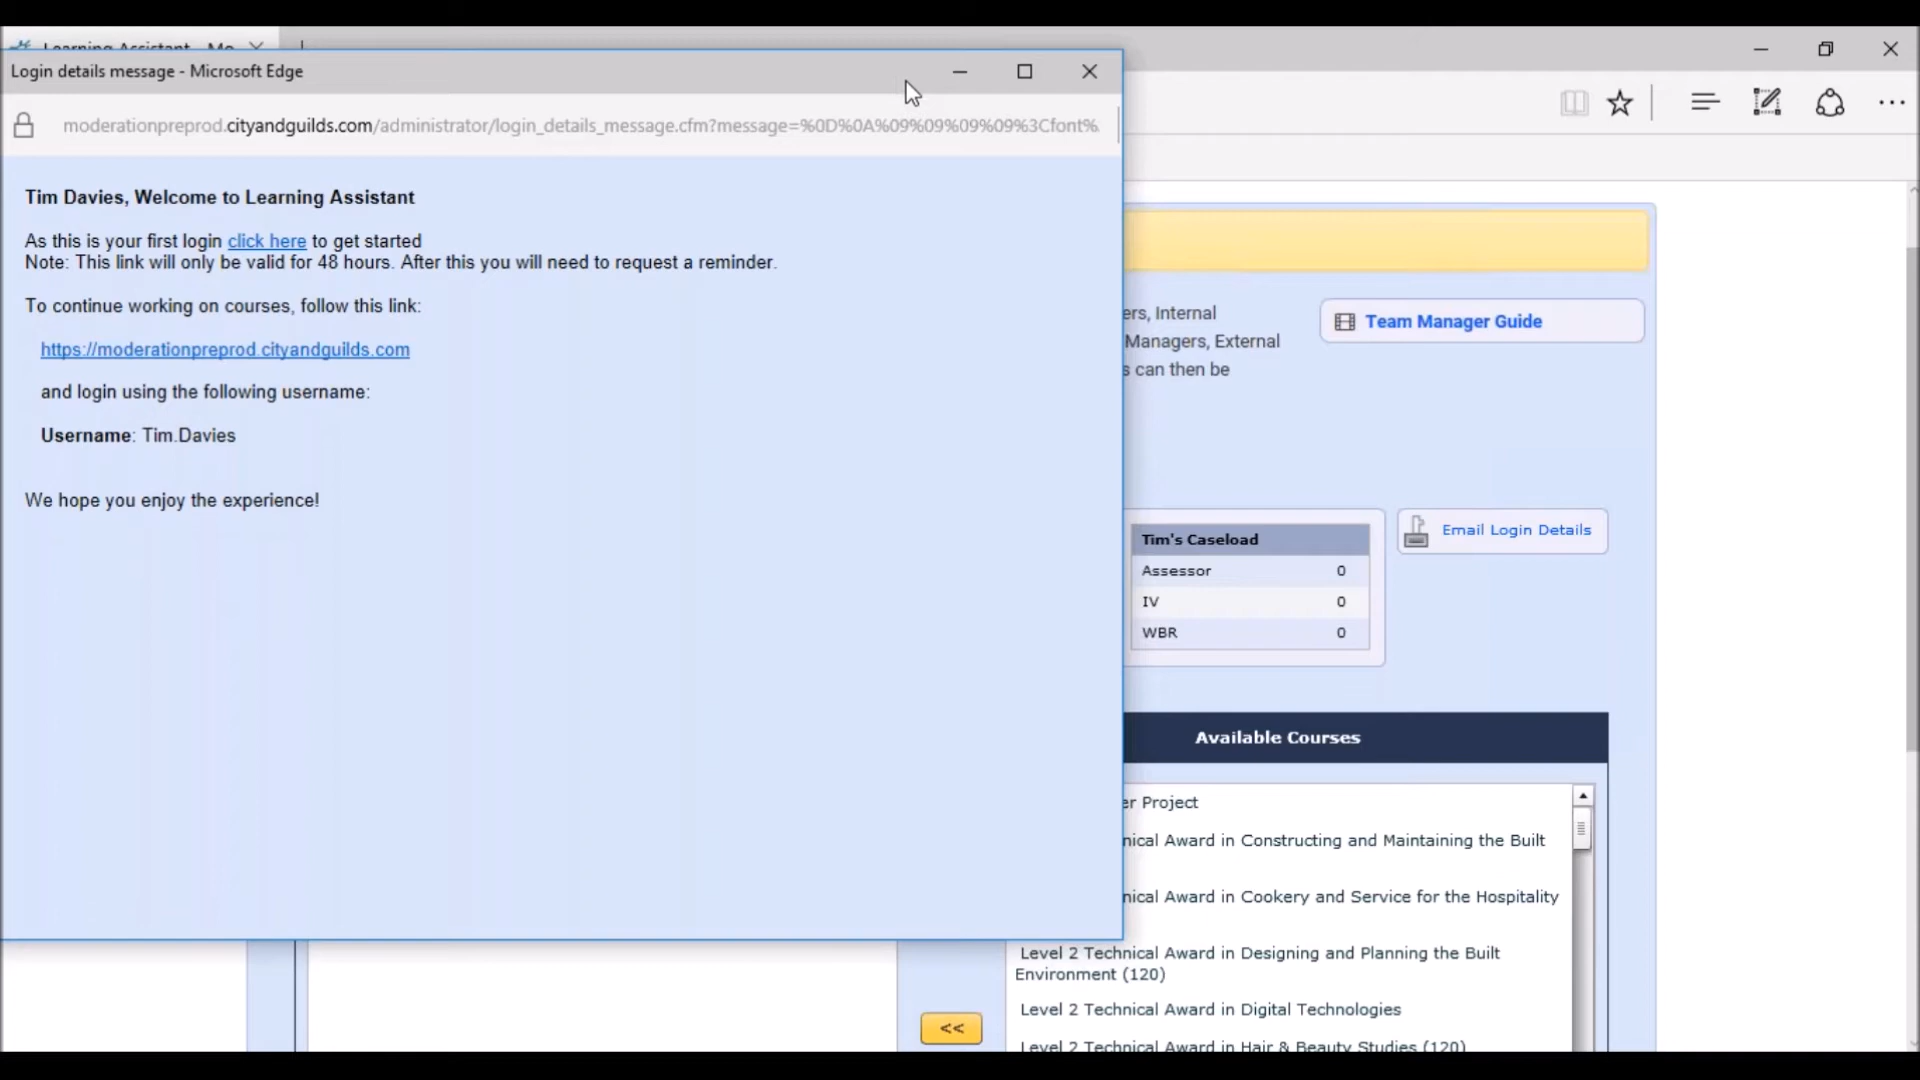 Learning Assistant - Mo
Login details message - Microsoft Edge
moderationpreprod.cityandguilds.com/administrator/login_details_message.cfm?message=%0D%0A%09%09%09%09%3Cfont%
Tim Davies, Welcome to Learning Assistant
As this is your first login click here to get started
Note: This link will only be valid for 48 hours. After this you will need to request a reminder.
To continue working on courses, follow this link:
https://moderationpreprod.cityandguilds.com
and login using the following username:
Username: Tim.Davies
We hope you enjoy the experience!
ers, Internal
Managers, External
s can then be
Team Manager Guide
Tim's Caseload
Assessor 0
IV 0
WBR 0
Email Login Details
Available Courses
er Project
nical Award in Constructing and Maintaining the Built
nical Award in Cookery and Service for the Hospitality
Level 2 Technical Award in Designing and Planning the Built
Environment (120)
Level 2 Technical Award in Digital Technologies
Level 2 Technical Award in Hair & Beauty Studies (120)
<<